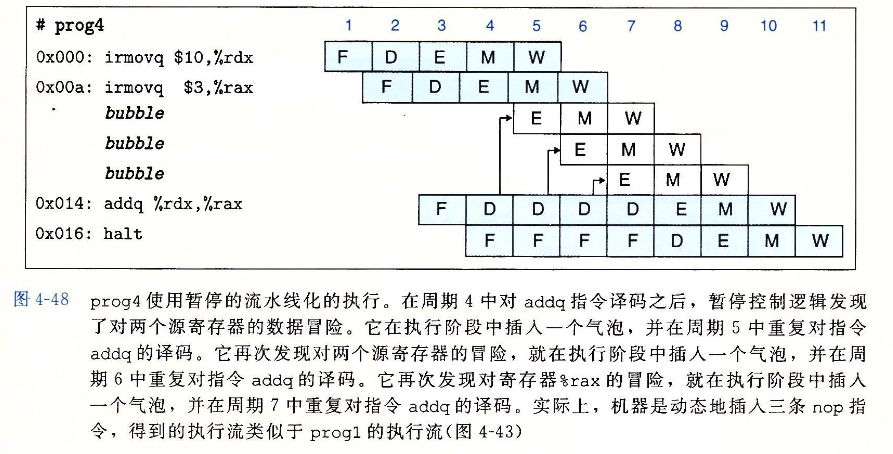 # prog4 1 2 3 4 5 6 7 8 9 10 11
0x000: irmovq $10,%rdx F D E M W
0x00a: irmovq $3,%rax F D E M W
bubble E M W
bubble E M W
bubble E M W
0x014: addq %rdx,%rax F D D D D E M W
0x016: halt F F F F D E M W
图 4-48 prog4 使用暂停的流水线化的执行。在周期 4 中对 addq 指令译码之后，暂停控制逻辑发现
了对两个源寄存器的数据冒险。它在执行阶段中插入一个气泡，并在周期 5 中重复对指令
addq 的译码。它再次发现对两个源寄存器的冒险，就在执行阶段中插入一个气泡，并在周
期 6 中重复对指令 addq 的译码。它再次发现对寄存器%rax 的冒险，就在执行阶段中插入
一个气泡，并在周期 7 中重复对指令 addq 的译码。实际上，机器是动态地插入三条 nop 指
令，得到的执行流类似于 prog1 的执行流(图 4-43)